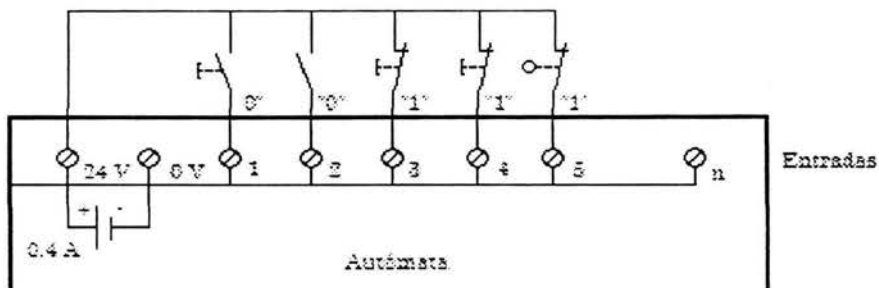 "0" "0" "1" "1" "1"
24 V 0 V 1 2 3 4 5 n Entradas
+ -
0.4 A
Autómata